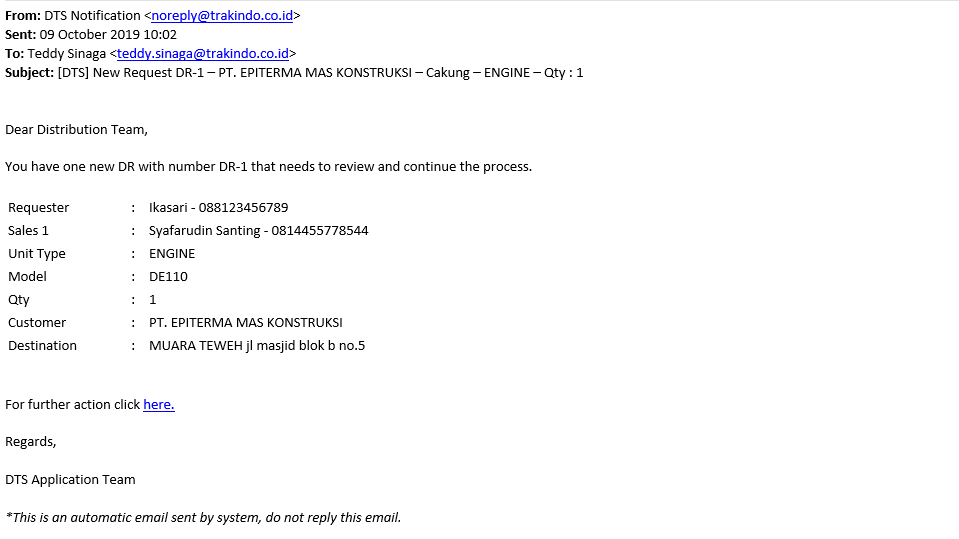 From: DTS Notification <noreply@trakindo.co.id>
Sent: 09 October 2019 10:02
To: Teddy Sinaga <teddy.sinaga@trakindo.co.id>
Subject: [DTS] New Request DR-1 – PT. EPITERMA MAS KONSTRUKSI – Cakung – ENGINE – Qty : 1
Dear Distribution Team,
You have one new DR with number DR-1 that needs to review and continue the process.
Requester : Ikasari - 088123456789
Sales 1 : Syafarudin Santing - 0814455778544
Unit Type : ENGINE
Model : DE110
Qty : 1
Customer : PT. EPITERMA MAS KONSTRUKSI
Destination : MUARA TEWEH jl masjid blok b no.5
For further action click here.
Regards,
DTS Application Team
*This is an automatic email sent by system, do not reply this email.